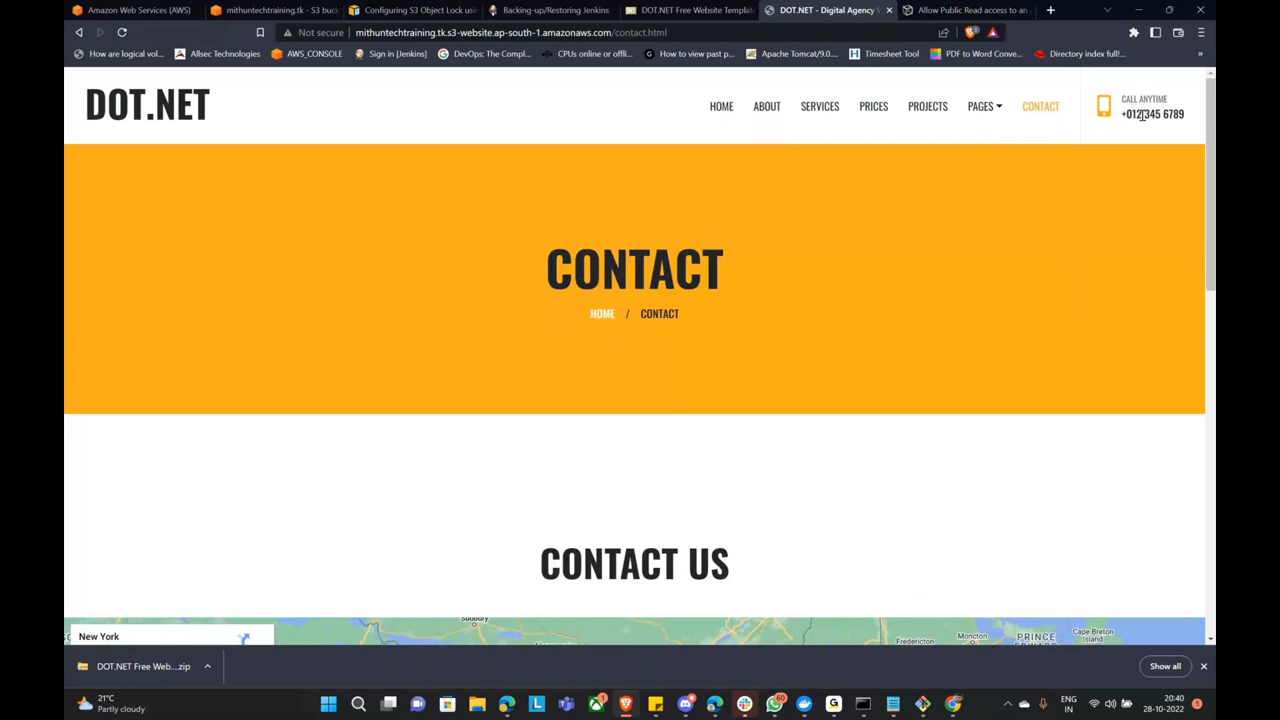 Amazon Web Services (AWS)
mithuntechtraining.tk - S3 buck
Configuring S3 Object Lock usi
Backing-up/Restoring Jenkins
DOT.NET Free Website Templat
DOT.NET - Digital Agency
Allow Public Read access to an
Not secure
mithuntechtraining.tk.s3-website.ap-south-1.amazonaws.com/contact.html
How are logical vol...
Allsec Technologies
AWS_CONSOLE
Sign in [Jenkins]
DevOps: The Compl...
CPUs online or offli...
How to view past p...
Apache Tomcat/9.0....
Timesheet Tool
PDF to Word Conve...
Directory index full!...
»
DOT.NET
HOME
ABOUT
SERVICES
PRICES
PROJECTS
PAGES
CONTACT
CALL ANYTIME
+012 345 6789
CONTACT
HOME / CONTACT
CONTACT US
New York
Sudbury
Fredericton
Moncton
PRINCE
EDWARD
Cape Breton
Island
DOT.NET Free Web....zip
Show all
21°C
Partly cloudy
60
1
ENG
IN
20:40
28-10-2022